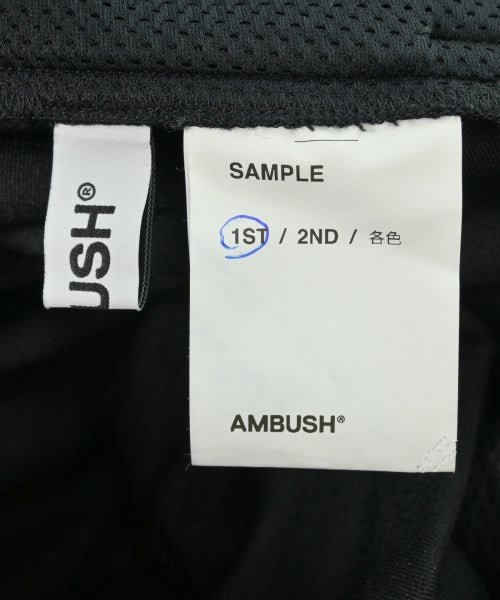 USH®
SAMPLE
1ST / 2ND / 各色
AMBUSH®